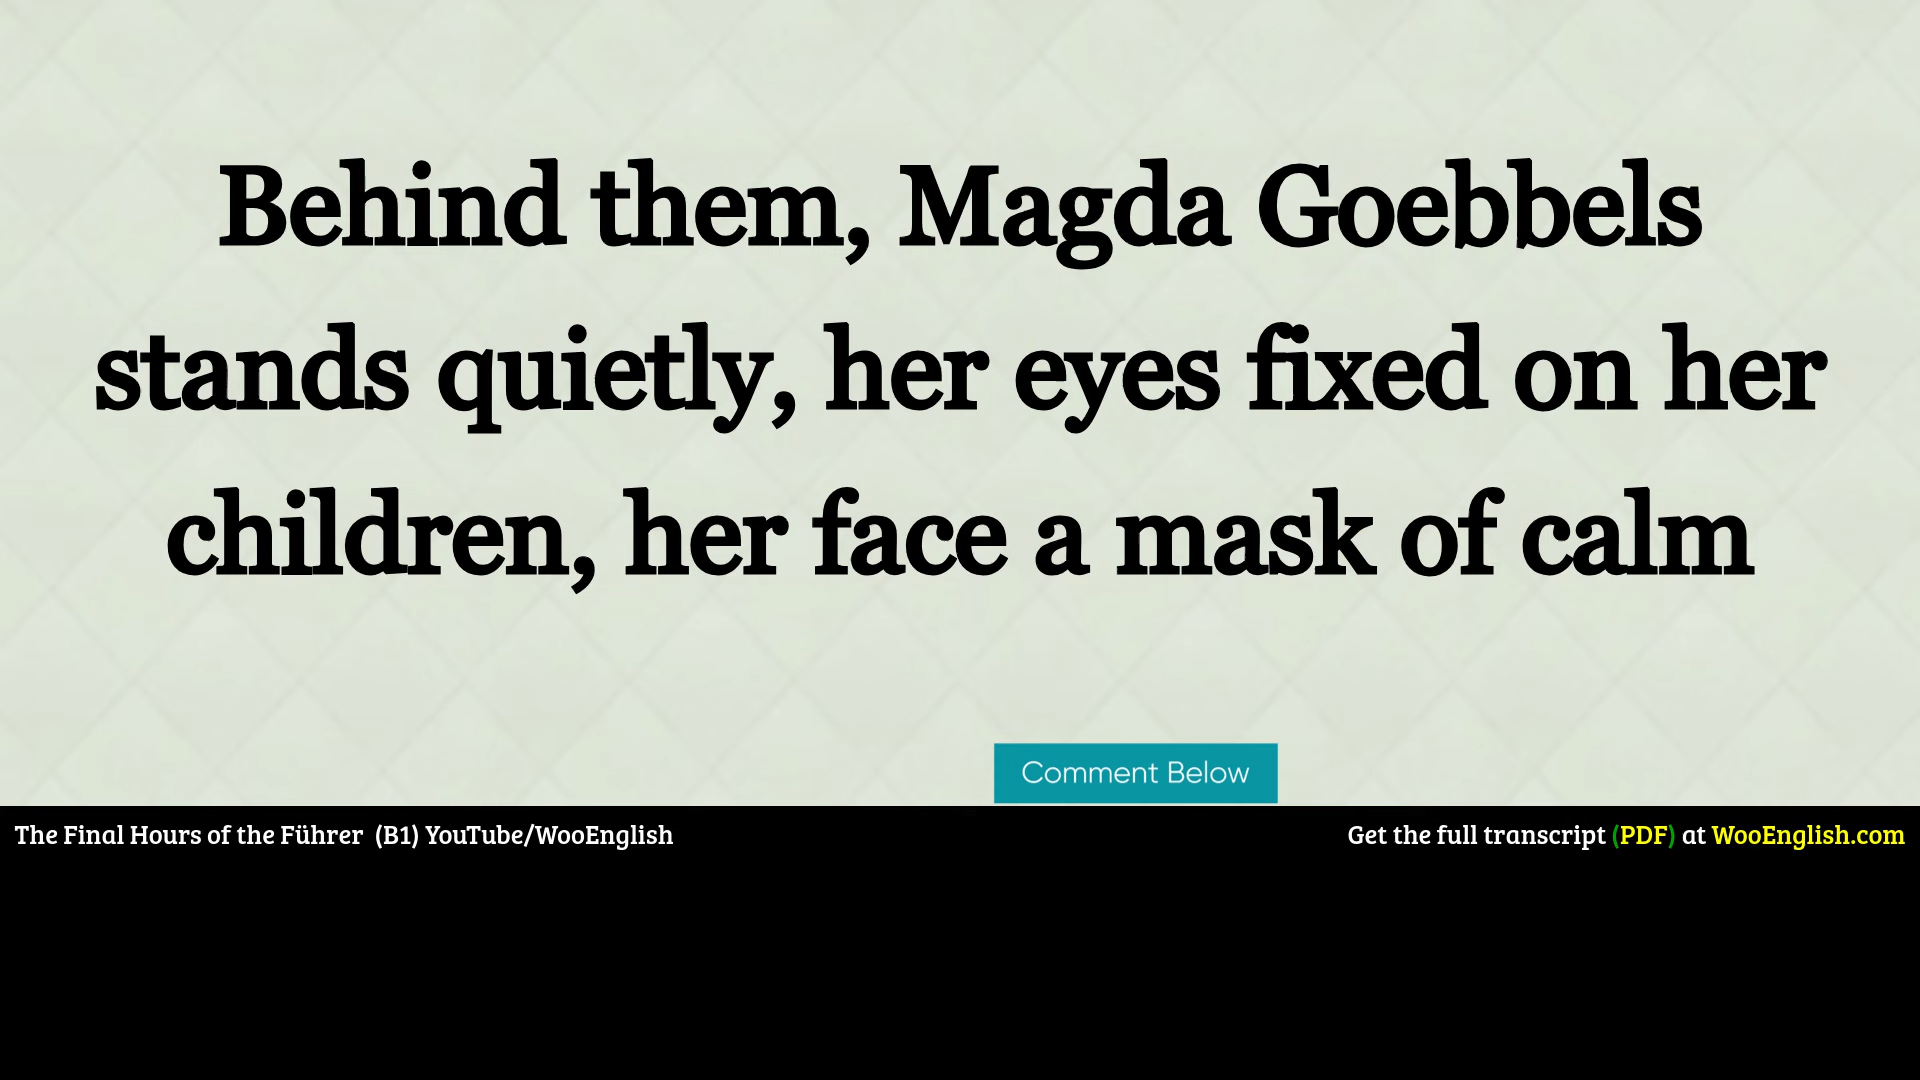 Behind them, Magda Goebbels
stands quietly, her eyes fixed on her
children, her face a mask of calm
Comment Below
The Final Hours of the Führer (B1) YouTube/WooEnglish
Get the full transcript (PDF) at WooEnglish.com